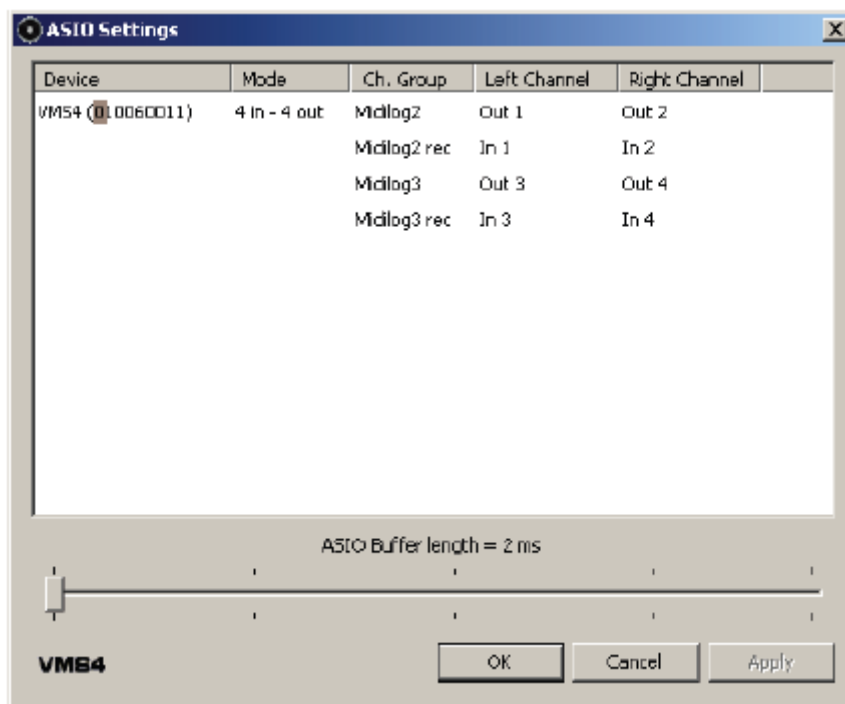 ASIO Settings
Device Mode Ch. Group Left Channel Right Channel
VMS4 (010060011) 4 in - 4 out Midilog2 Out 1 Out 2
Midilog2 rec In 1 In 2
Midilog3 Out 3 Out 4
Midilog3 rec In 3 In 4
ASIO Buffer length = 2 ms
VMS4 OK Cancel Apply